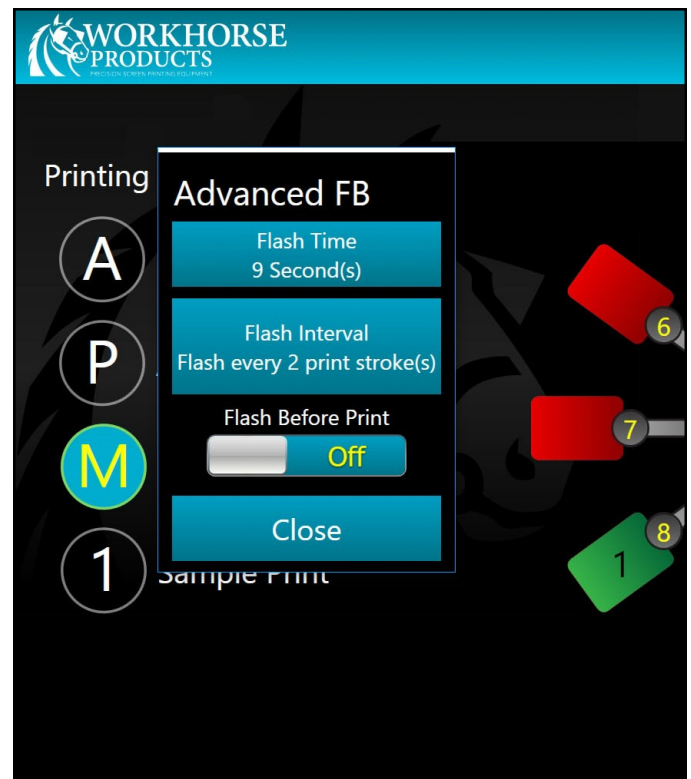 WORKHORSE
PRODUCTS
PRECISION SCREEN PRINTING EQUIPMENT
Printing
Advanced FB
A
Flash Time
9 Second(s)
6
P
Flash Interval
Flash every 2 print stroke(s)
Flash Before Print
7
M
Off
Close
8
1
1
Sample Print